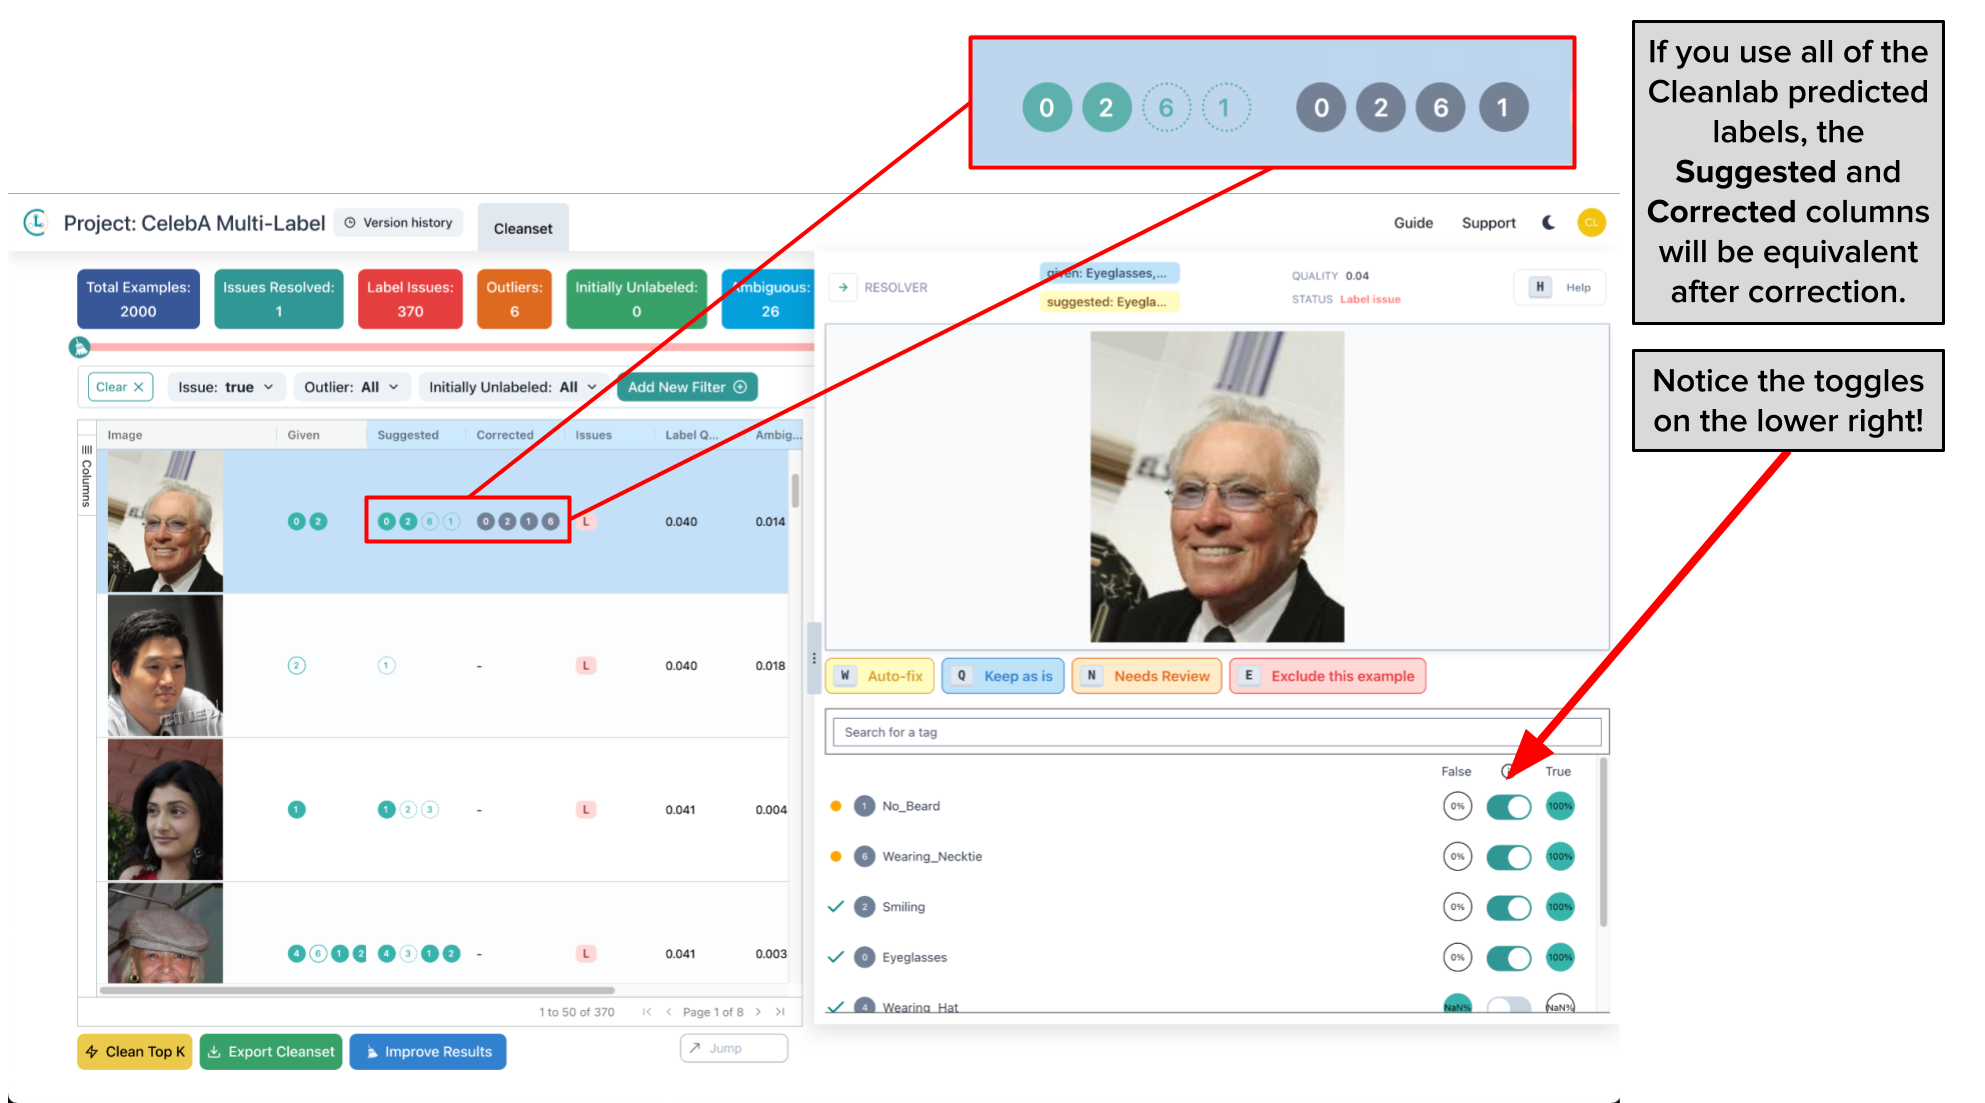 0 2 6 1 0 2 6 1
If you use all of the
Cleanlab predicted
labels, the
Suggested and
Corrected columns
will be equivalent
after correction.
Notice the toggles
on the lower right!
Project: CelebA Multi-Label
Version history
Cleanset
Guide
Support
CL
Total Examples:
2000
Issues Resolved:
1
Label Issues:
370
Outliers:
6
Initially Unlabeled:
0
Ambiguous:
26
Clear
Issue: true
Outlier: All
Initially Unlabeled: All
Add New Filter
Columns
Image Given Suggested Corrected Issues Label Q... Ambig...
0 2 0 2 6 1 0 2 1 6 L 0.040 0.014
2 1 - L 0.040 0.018
1 1 2 3 - L 0.041 0.004
4 6 1 2 4 3 1 2 - L 0.041 0.003
1 to 50 of 370 Page 1 of 8
Clean Top K
Export Cleanset
Improve Results
Jump
RESOLVER
given: Eyeglasses,...
suggested: Eyegla...
QUALITY 0.04
STATUS Label issue
H Help
W Auto-fix
Q Keep as is
N Needs Review
E Exclude this example
Search for a tag
False True
1 No_Beard 0% 100%
6 Wearing_Necktie 0% 100%
2 Smiling 0% 100%
0 Eyeglasses 0% 100%
4 Wearing_Hat NaN% NaN%